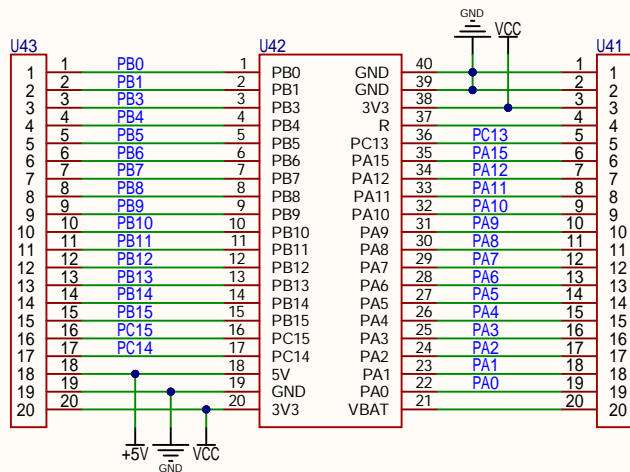 GND
VCC
U43 U42 U41
1 1 PB0 1 PB0 GND 40 1 1
2 2 PB1 2 PB1 GND 39 2 2
3 3 PB3 3 PB3 3V3 38 3 3
4 4 PB4 4 PB4 R 37 4 4
5 5 PB5 5 PB5 PC13 36 PC13 5 5
6 6 PB6 6 PB6 PA15 35 PA15 6 6
7 7 PB7 7 PB7 PA12 34 PA12 7 7
8 8 PB8 8 PB8 PA11 33 PA11 8 8
9 9 PB9 9 PB9 PA10 32 PA10 9 9
10 10 PB10 10 PB10 PA9 31 PA9 10 10
11 11 PB11 11 PB11 PA8 30 PA8 11 11
12 12 PB12 12 PB12 PA7 29 PA7 12 12
13 13 PB13 13 PB13 PA6 28 PA6 13 13
14 14 PB14 14 PB14 PA5 27 PA5 14 14
15 15 PB15 15 PB15 PA4 26 PA4 15 15
16 16 PC15 16 PC15 PA3 25 PA3 16 16
17 17 PC14 17 PC14 PA2 24 PA2 17 17
18 18 18 5V PA1 23 PA1 18 18
19 19 19 GND PA0 22 PA0 19 19
20 20 20 3V3 VBAT 21 20 20
+5V VCC
GND